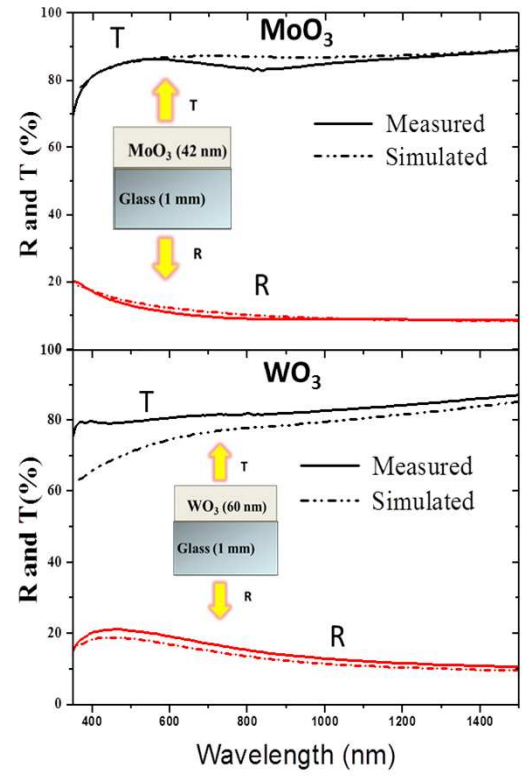 100
80
60
40
20
100
80
60
40
20
0
R and T (%)
R and T(%)
T
MoO3
T
MoO3 (42 nm)
Glass (1 mm)
R
Measured
Simulated
R
WO3
T
T
WO3 (60 nm)
Glass (1 mm)
R
Measured
Simulated
R
400 600 800 1000 1200 1400
Wavelength (nm)